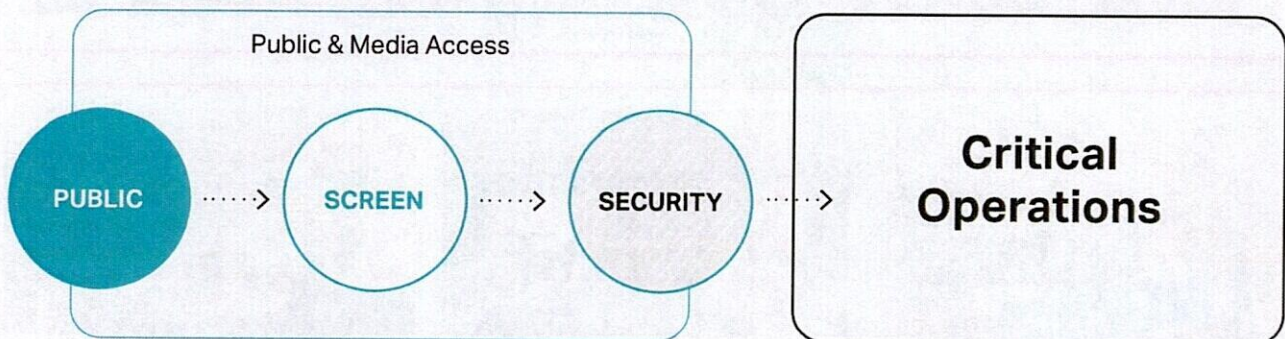 Public & Media Access
PUBLIC
SCREEN
SECURITY
Critical
Operations